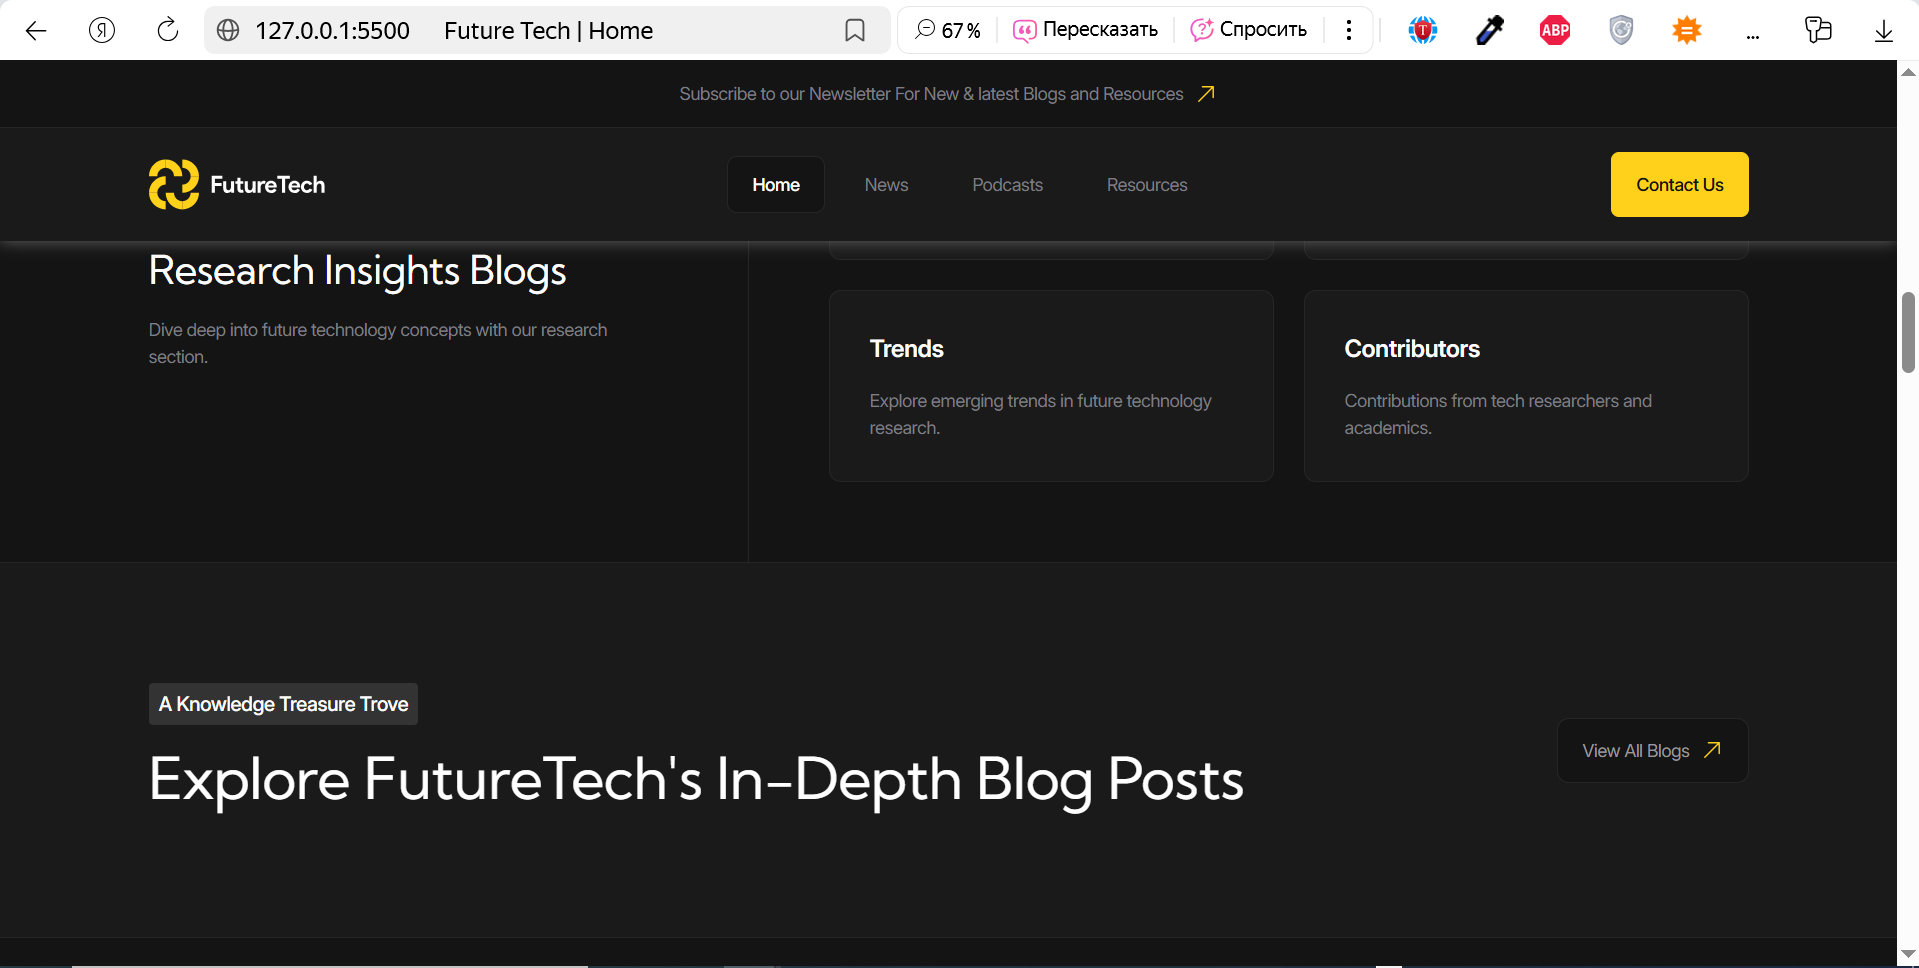 127.0.0.1:5500 Future Tech | Home 67 % Пересказать Спросить ABP
Subscribe to our Newsletter For New & latest Blogs and Resources
FutureTech Home News Podcasts Resources Contact Us
Research Insights Blogs
Dive deep into future technology concepts with our research
section.
Trends
Explore emerging trends in future technology
research.
Contributors
Contributions from tech researchers and
academics.
A Knowledge Treasure Trove
Explore FutureTech's In-Depth Blog Posts
View All Blogs